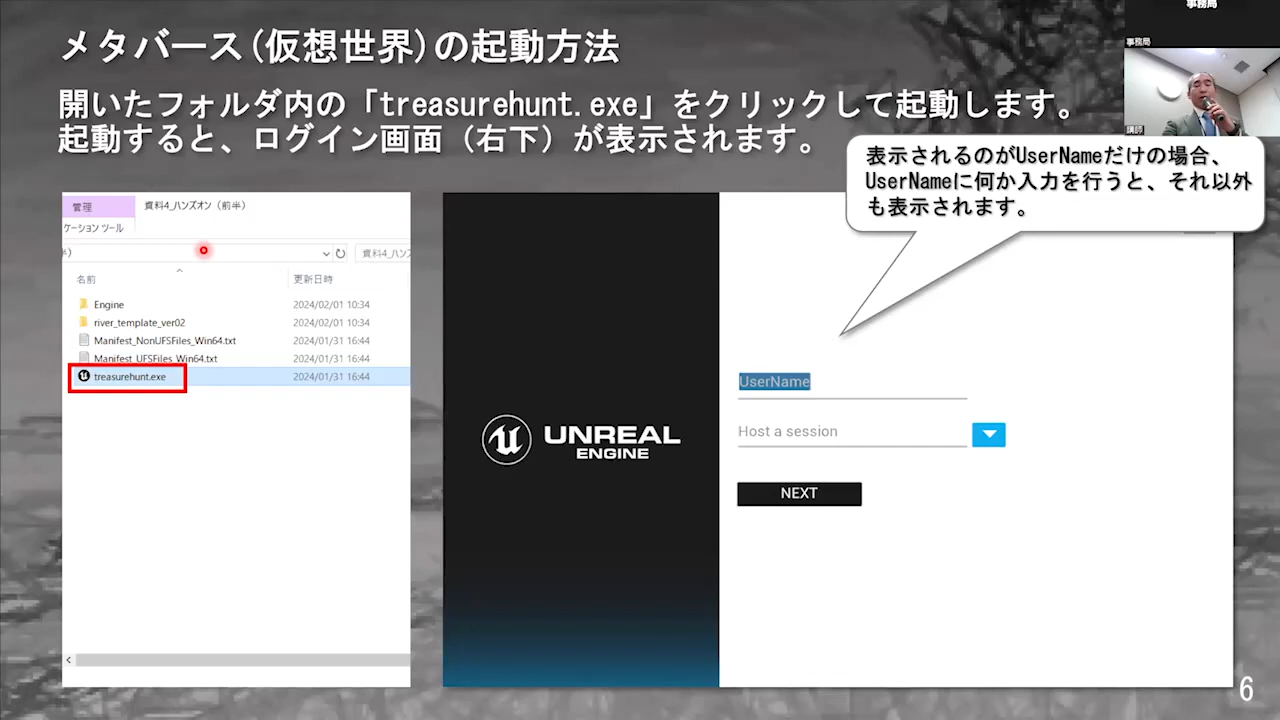 事務局
事務局
講師
メタバース(仮想世界)の起動方法
開いたフォルダ内の「treasurehunt.exe」をクリックして起動します。
起動すると、ログイン画面（右下）が表示されます。
表示されるのがUserNameだけの場合、
UserNameに何か入力を行うと、それ以外
も表示されます。
管理
資料4_ハンズオン（前半）
ケーション ツール
資料4_ハンズ
名前
更新日時
Engine
2024/02/01 10:34
river_template_ver02
2024/02/01 10:34
Manifest_NonUFSFiles_Win64.txt
2024/01/31 16:44
Manifest_UFSFiles_Win64.txt
2024/01/31 16:44
treasurehunt.exe
2024/01/31 16:44
UNREAL
ENGINE
UserName
Host a session
NEXT
6